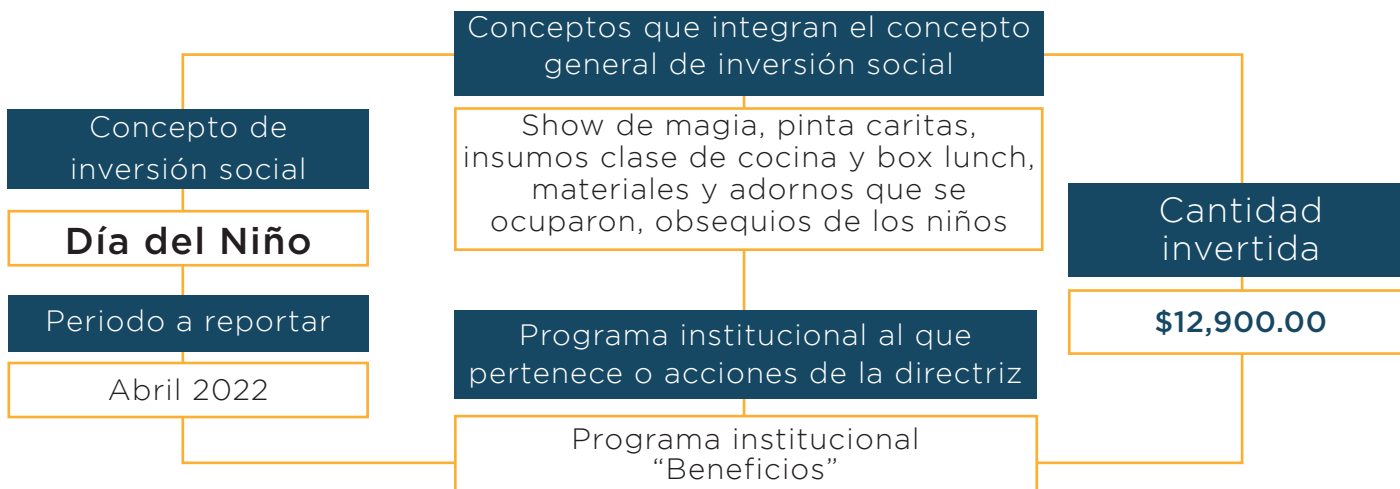 Conceptos que integran el concepto
general de inversión social
Show de magia, pinta caritas,
insumos clase de cocina y box lunch,
materiales y adornos que se
ocuparon, obsequios de los niños
Concepto de
inversión social
Día del Niño
Periodo a reportar
Abril 2022
Programa institucional al que
pertenece o acciones de la directriz
Programa institucional
“Beneficios”
Cantidad
invertida
$12,900.00